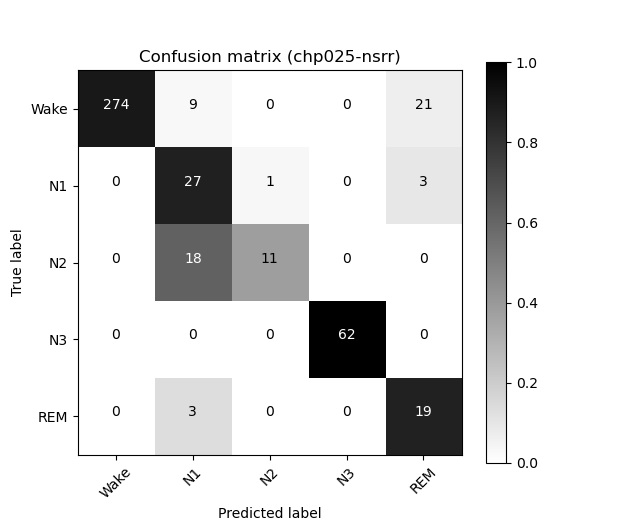 Confusion matrix (chp025-nsrr)
1.0
Wake 274 9 0 0 21
0.8
N1 0 27 1 0 3
0.6
True label
N2 0 18 11 0 0
0.4
N3 0 0 0 62 0
0.2
REM 0 3 0 0 19
0.0
Wake N1 N2 N3 REM
Predicted label